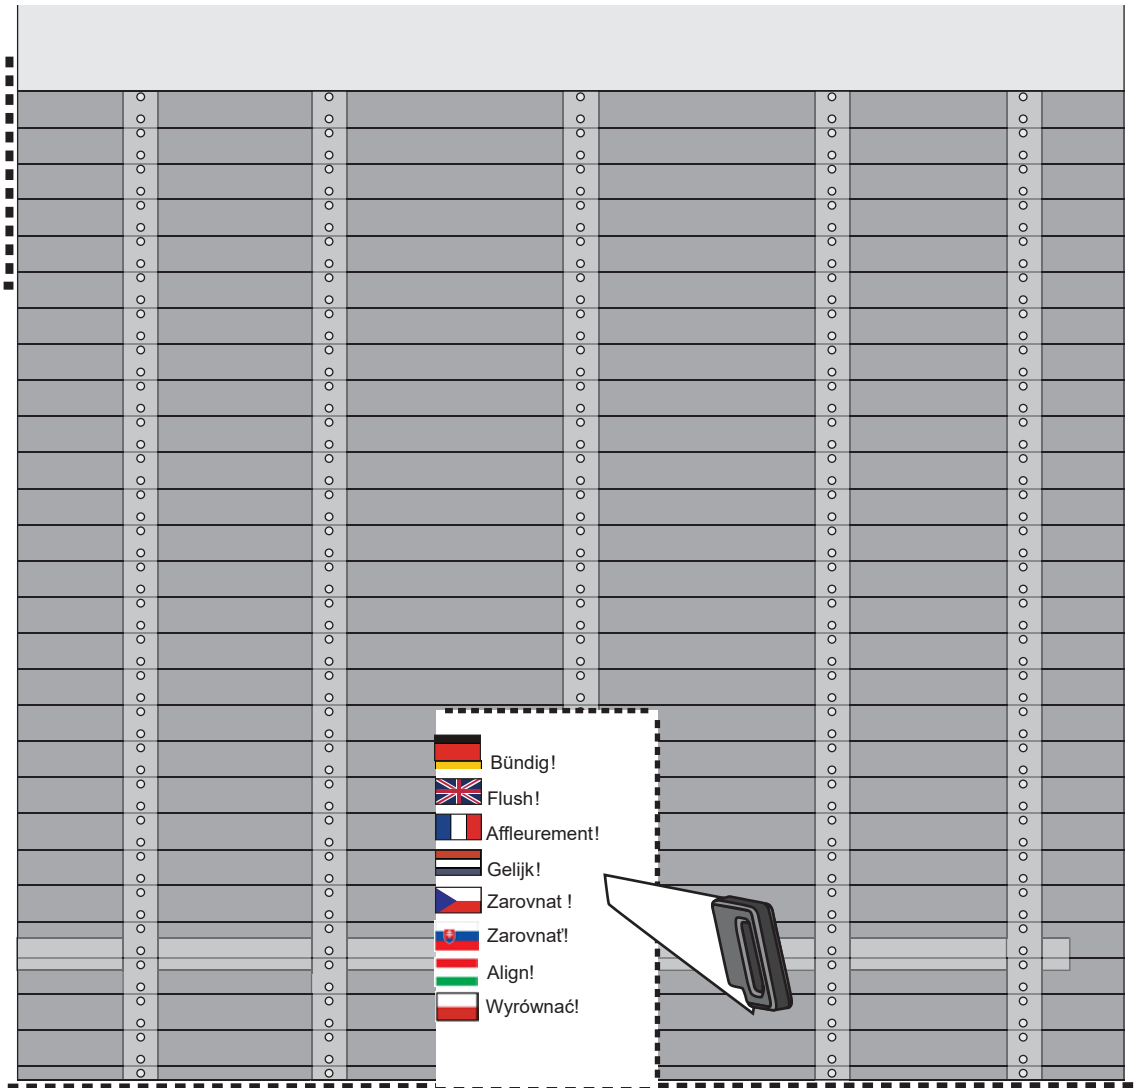 Bündig!
Flush!
Affleurement!
Gelijk!
Zarovnat !
Zarovnať!
Align!
Wyrównać!